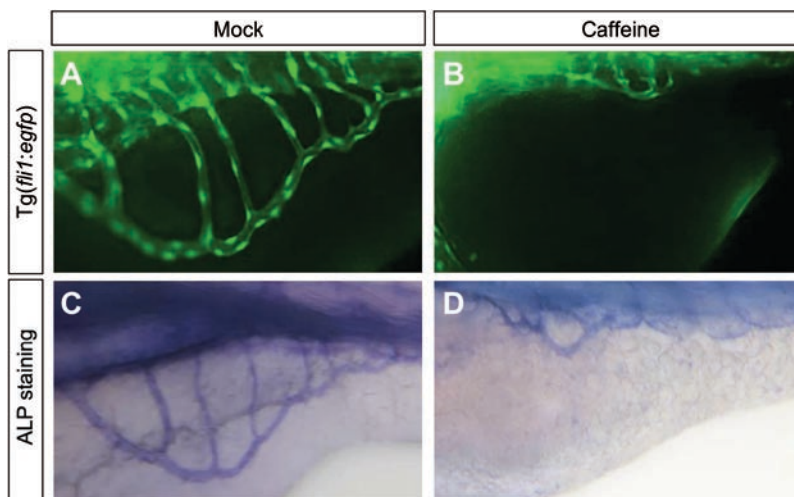 Mock
Caffeine
Tg(fli1:egfp)
A
B
ALP staining
C
D